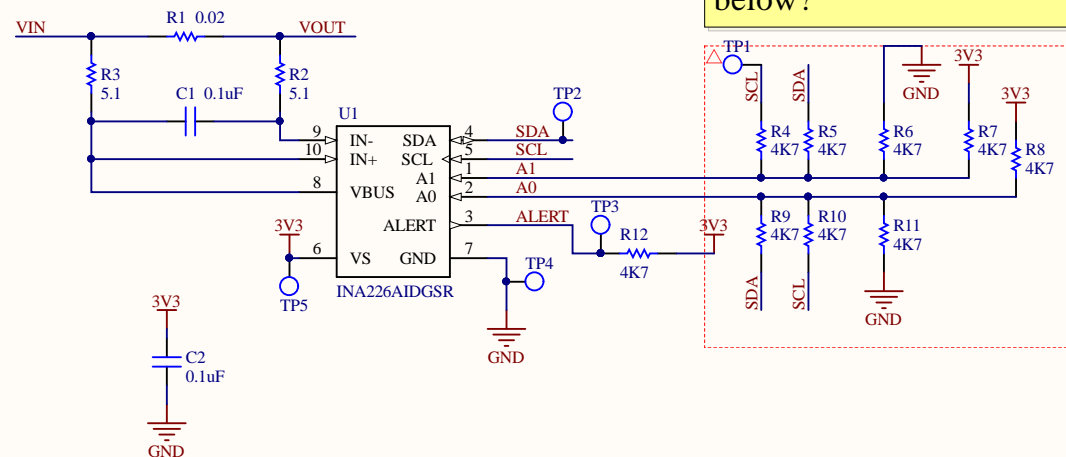 below?
VIN
R1 0.02
VOUT
R3
5.1
R2
5.1
C1 0.1uF
U1
9
IN-
10
IN+
8
VBUS
6
VS
SDA
4
SCL
5
A1
1
A0
2
ALERT
3
GND
7
INA226AIDGSR
SDA
SCL
A1
A0
ALERT
TP2
TP3
R12
4K7
3V3
TP4
GND
3V3
TP5
3V3
C2
0.1uF
GND
TP1
SCL
SDA
GND
3V3
3V3
R4
4K7
R5
4K7
R6
4K7
R7
4K7
R8
4K7
R9
4K7
R10
4K7
R11
4K7
SDA
SCL
GND